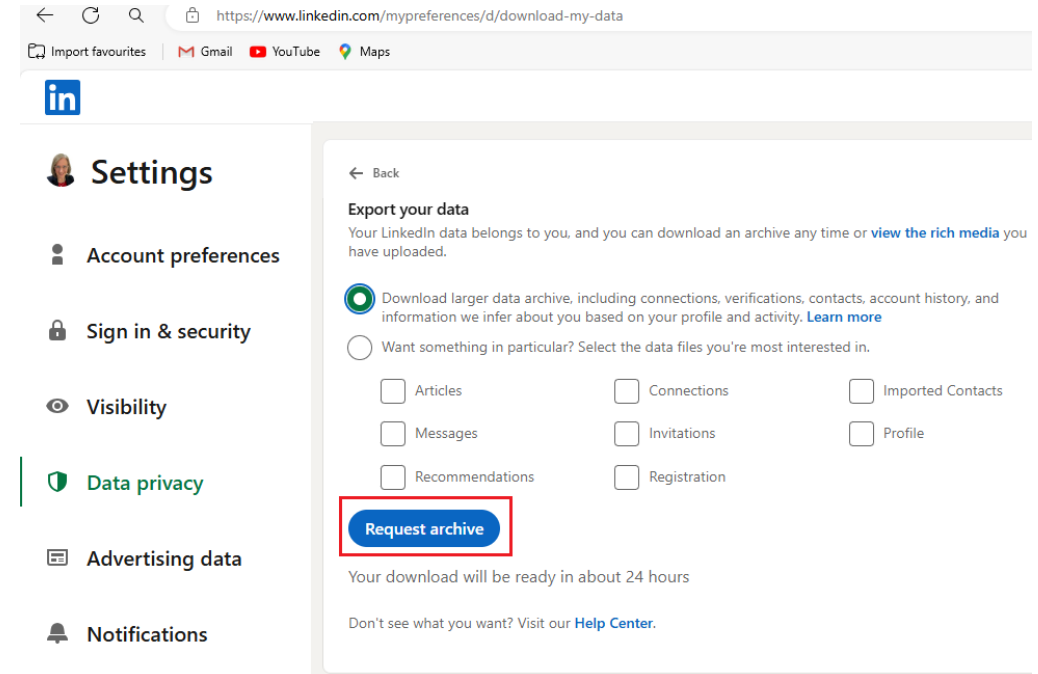 https://www.linkedin.com/mypreferences/d/download-my-data
Import favourites Gmail YouTube Maps
in
Settings
Account preferences
Sign in & security
Visibility
Data privacy
Advertising data
Notifications
Back
Export your data
Your LinkedIn data belongs to you, and you can download an archive any time or view the rich media you
have uploaded.
Download larger data archive, including connections, verifications, contacts, account history, and
information we infer about you based on your profile and activity. Learn more
Want something in particular? Select the data files you're most interested in.
Articles Connections Imported Contacts
Messages Invitations Profile
Recommendations Registration
Request archive
Your download will be ready in about 24 hours
Don't see what you want? Visit our Help Center.